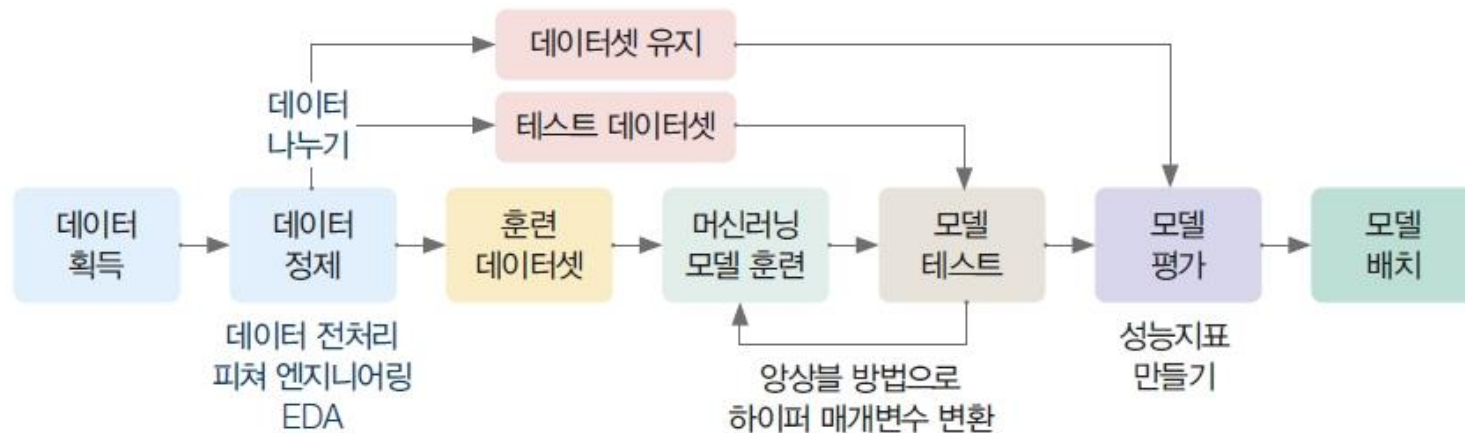 데이터셋 유지
데이터
나누기
테스트 데이터셋
데이터
획득
데이터
정제
훈련
데이터셋
머신러닝
모델 훈련
모델
테스트
모델
평가
모델
배치
데이터 전처리
피쳐 엔지니어링
EDA
앙상블 방법으로
하이퍼 매개변수 변환
성능지표
만들기